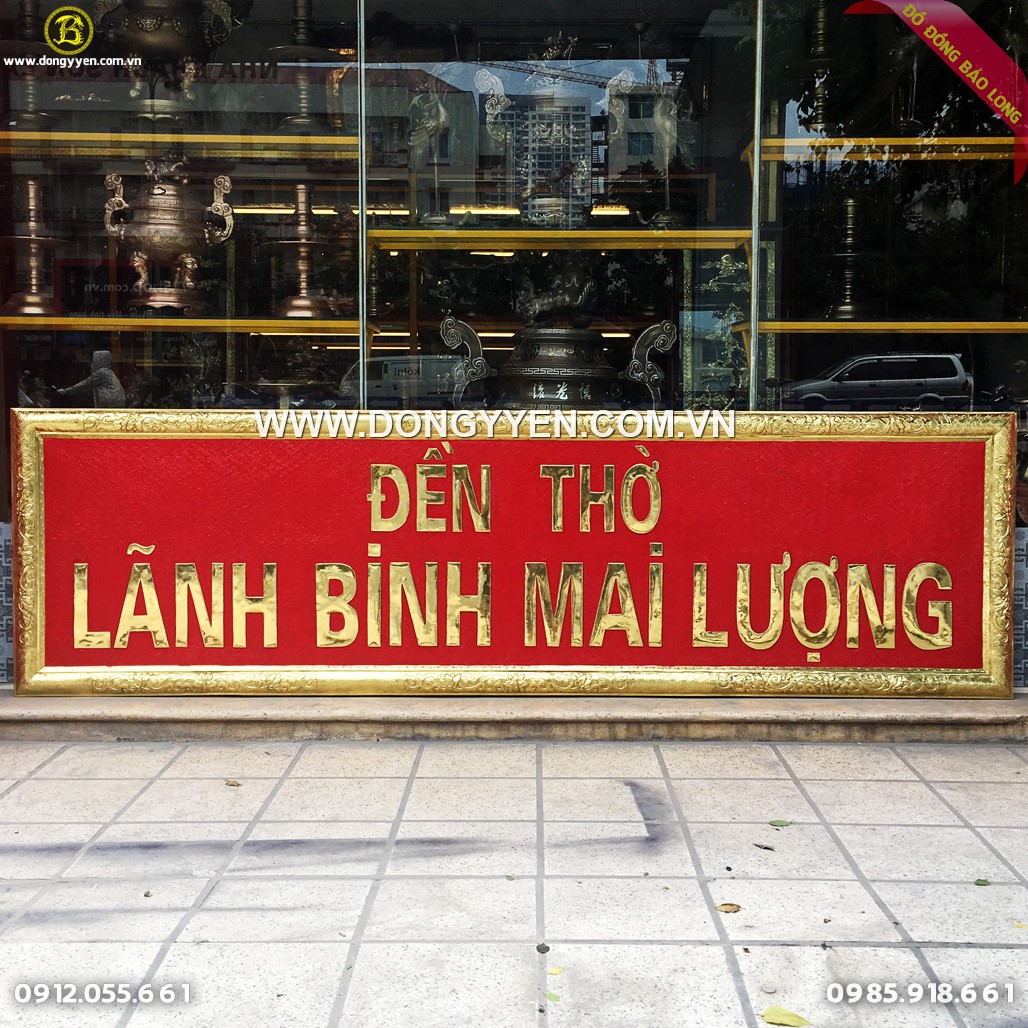 B
www.dongyyen.com.vn
ĐỒ ĐỒNG BẢO LONG
WWW.DONGYYEN.COM.VN
ĐỀN THỜ
LÃNH BINH MAI LƯỢNG
0912.055.661
0985.918.661